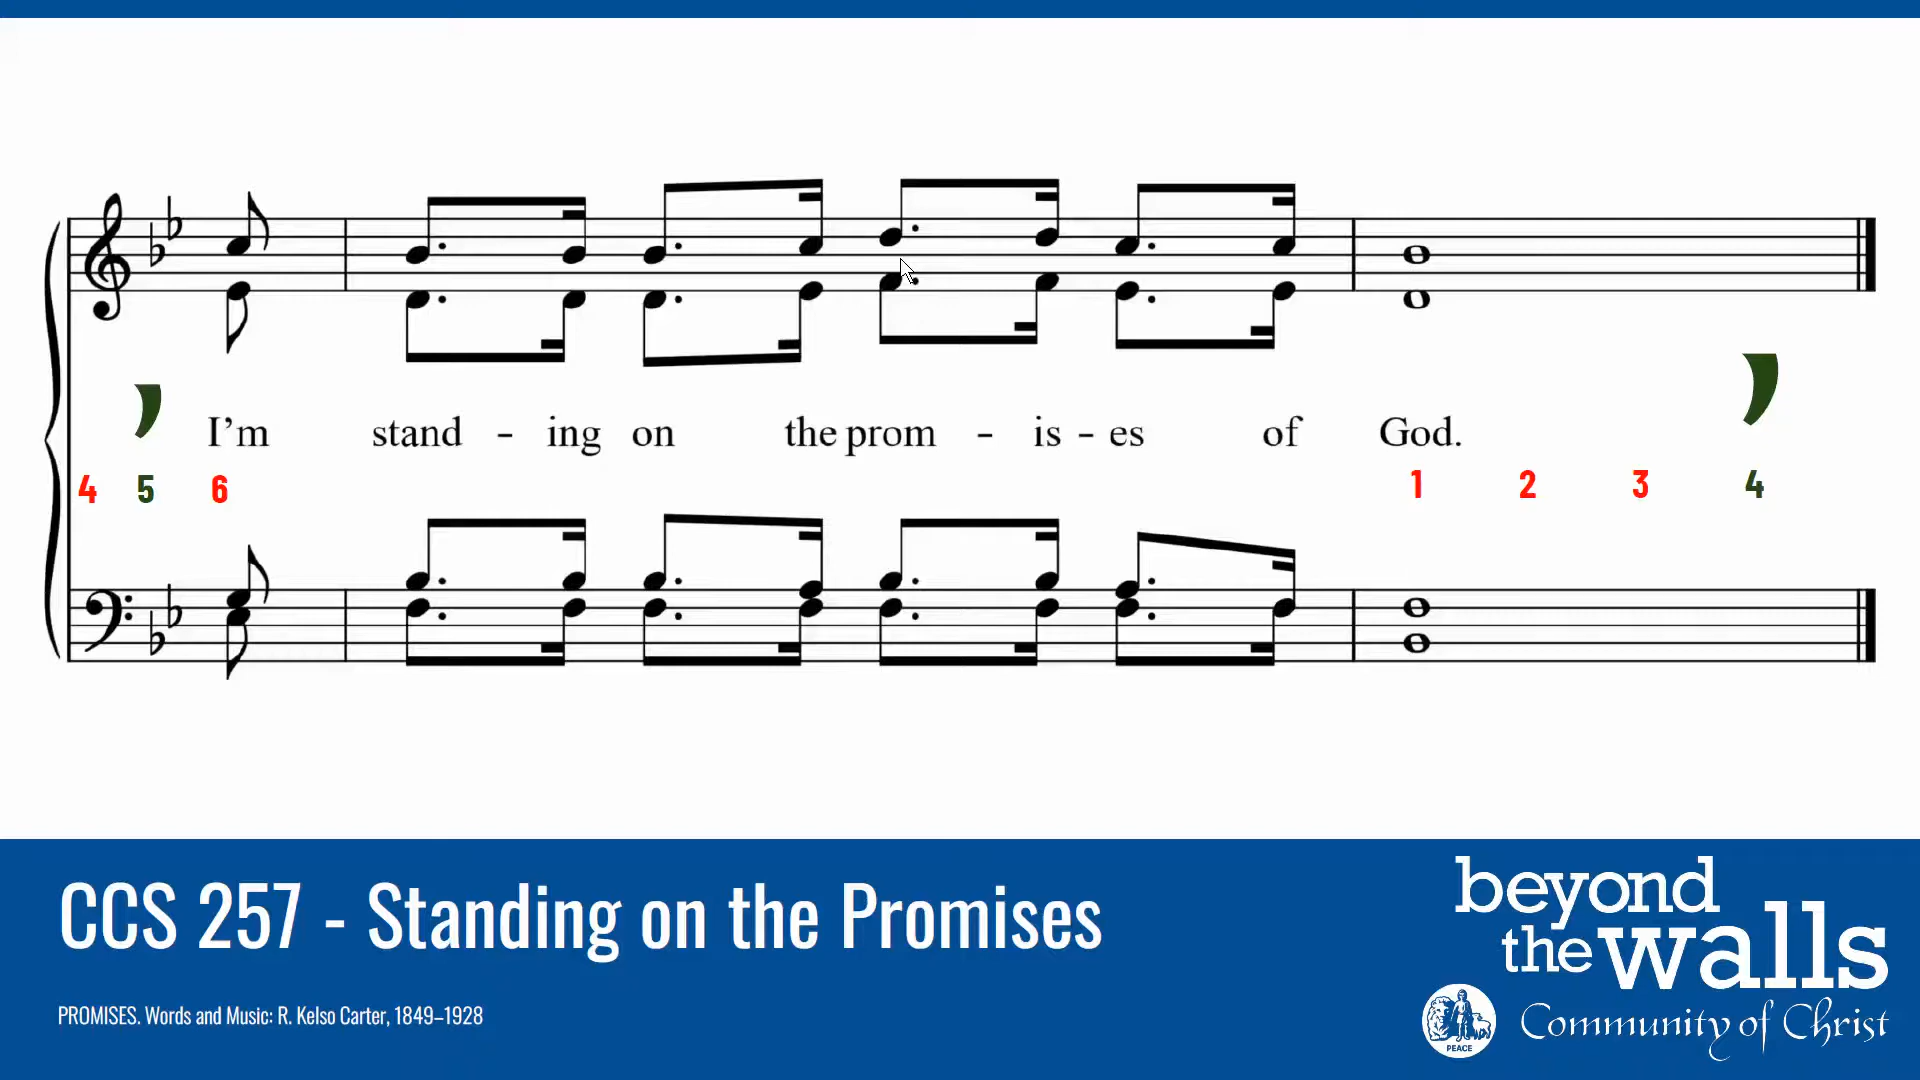 , I'm stand - ing on the prom - is - es of God. ,
4 5 6 1 2 3 4
CCS 257 - Standing on the Promises
PROMISES. Words and Music: R. Kelso Carter, 1849–1928
beyond
the walls
Community of Christ
PEACE